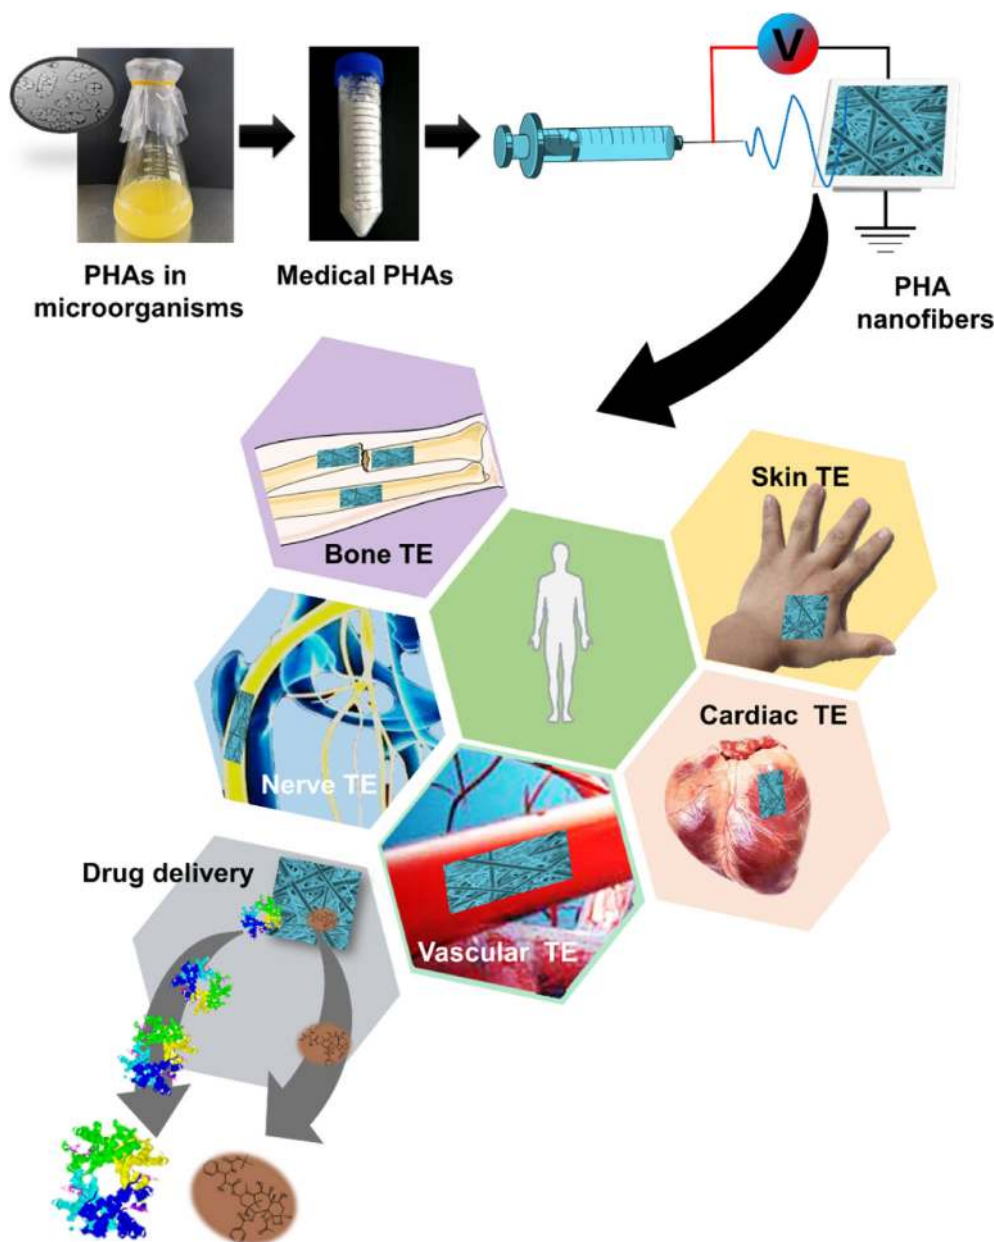 V
PHAs in
microorganisms
Medical PHAs
PHA
nanofibers
Bone TE
Skin TE
Nerve TE
Cardiac TE
Vascular TE
Drug delivery